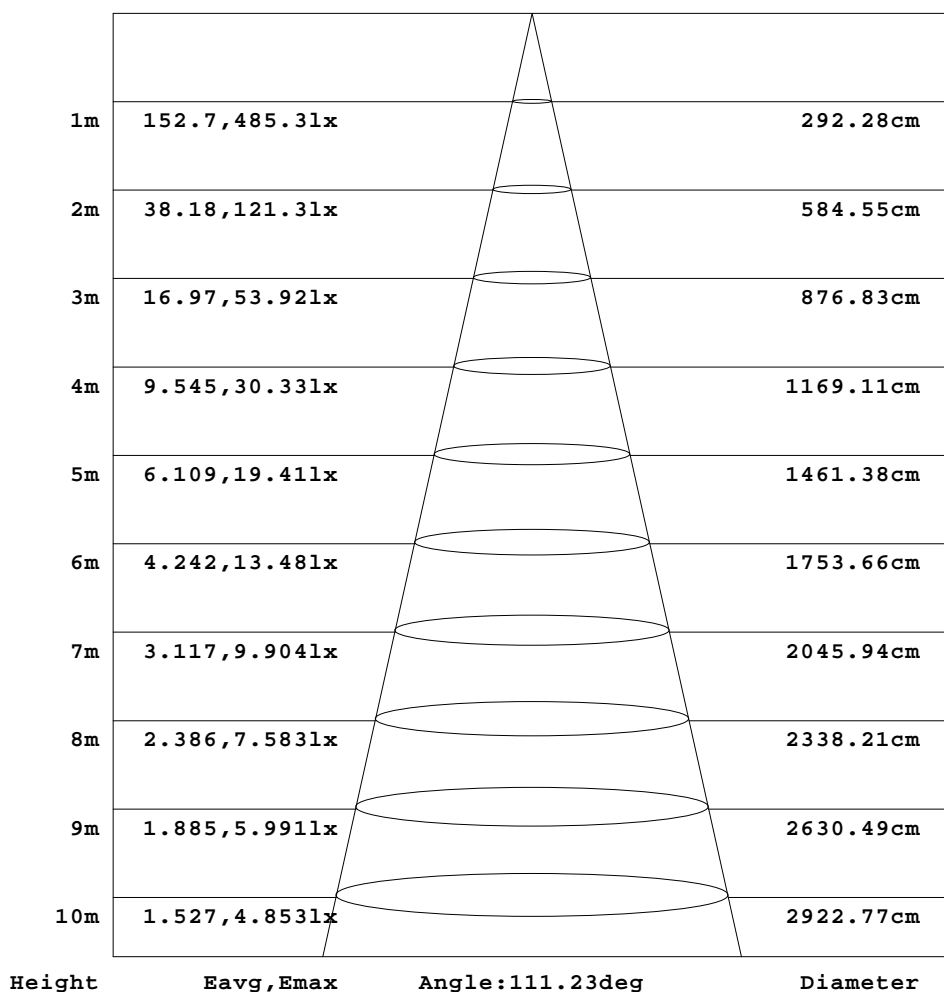 1m 152.7,485.3lx 292.28cm
2m 38.18,121.3lx 584.55cm
3m 16.97,53.92lx 876.83cm
4m 9.545,30.33lx 1169.11cm
5m 6.109,19.41lx 1461.38cm
6m 4.242,13.48lx 1753.66cm
7m 3.117,9.904lx 2045.94cm
8m 2.386,7.583lx 2338.21cm
9m 1.885,5.991lx 2630.49cm
10m 1.527,4.853lx 2922.77cm
Height Eavg,Emax Angle:111.23deg Diameter